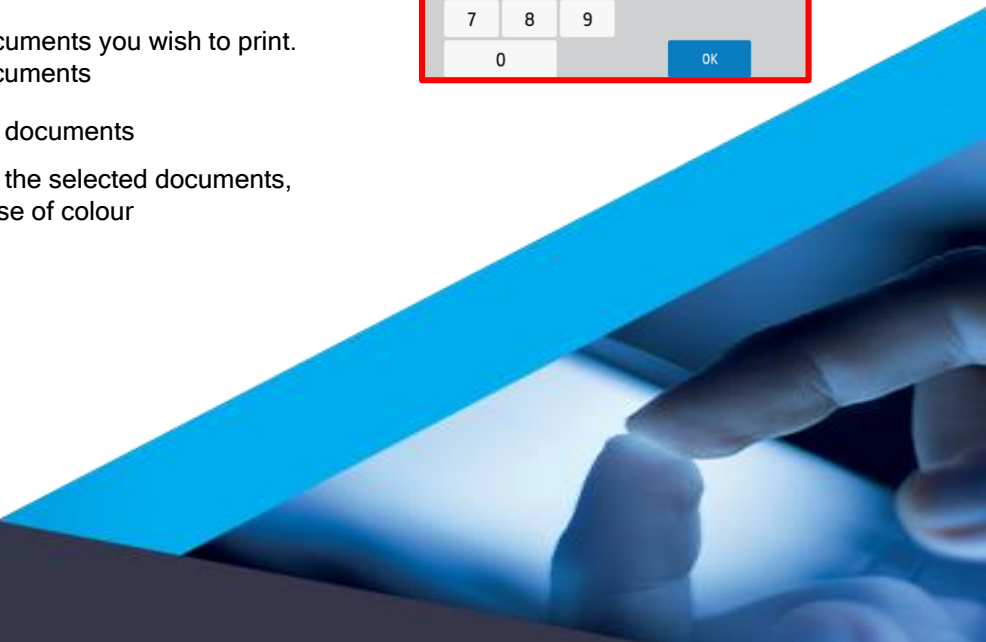 cuments you wish to print.
cuments
documents
the selected documents,
se of colour
7 8 9
0 OK